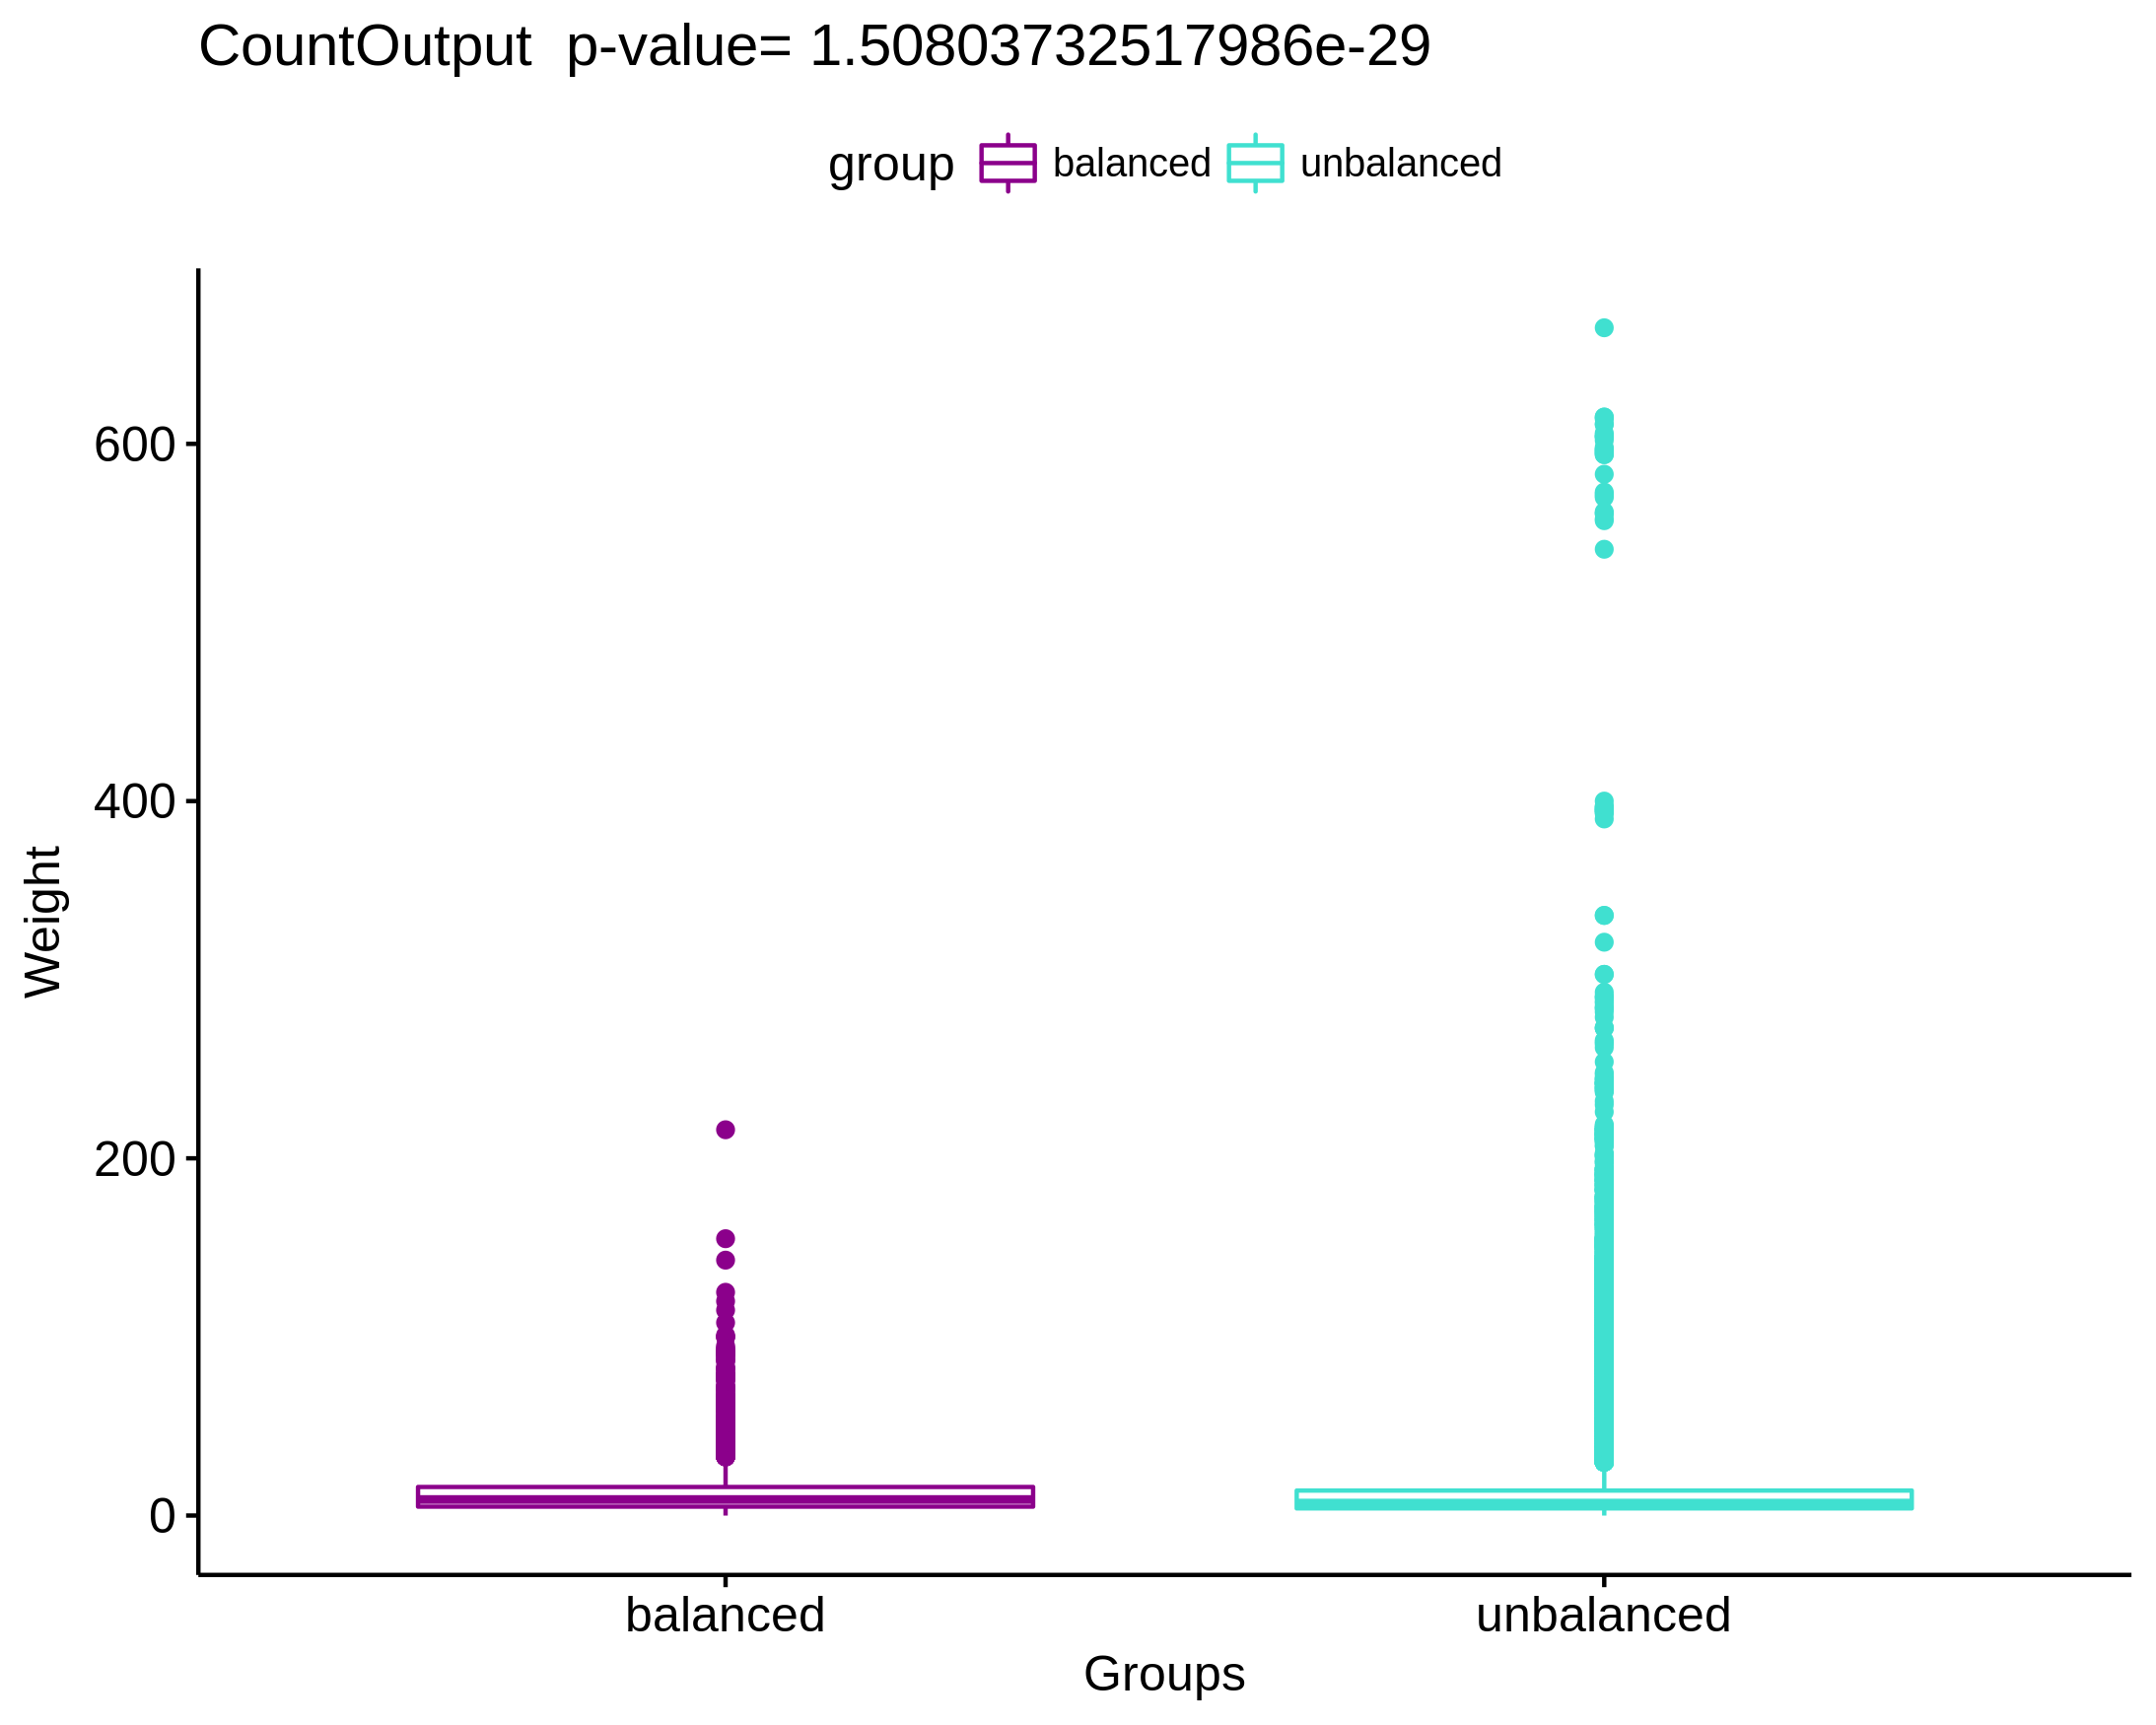 CountOutput  p-value= 1.50803732517986e-29
group balanced unbalanced
600
400
200
0
Weight
balanced unbalanced
Groups